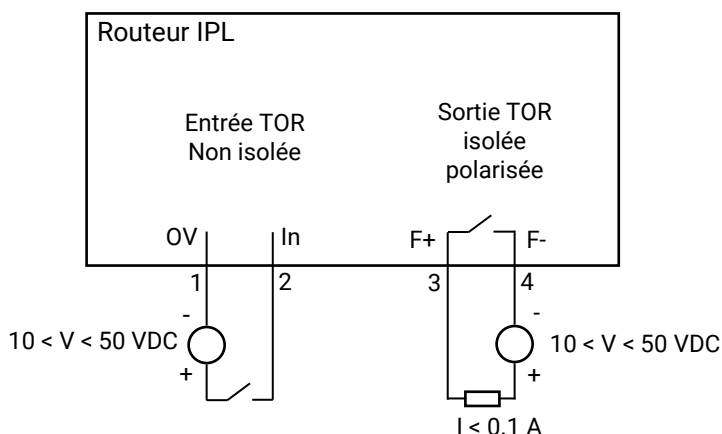 Routeur IPL
Entrée TOR
Non isolée
Sortie TOR
isolée
polarisée
OV
In
F+
F-
1
2
3
4
-
10 < V < 50 VDC
+
-
10 < V < 50 VDC
+
I < 0.1 A